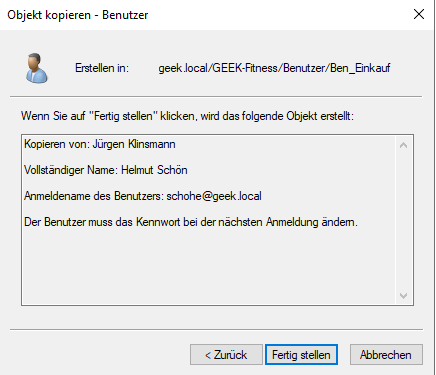 Objekt kopieren - Benutzer
Erstellen in: geek.local/GEEK-Fitness/Benutzer/Ben_Einkauf
Wenn Sie auf "Fertig stellen" klicken, wird das folgende Objekt erstellt:
Kopieren von: Jürgen Klinsmann
Vollständiger Name: Helmut Schön
Anmeldename des Benutzers: schohe@geek.local
Der Benutzer muss das Kennwort bei der nächsten Anmeldung ändern.
< Zurück Fertig stellen Abbrechen